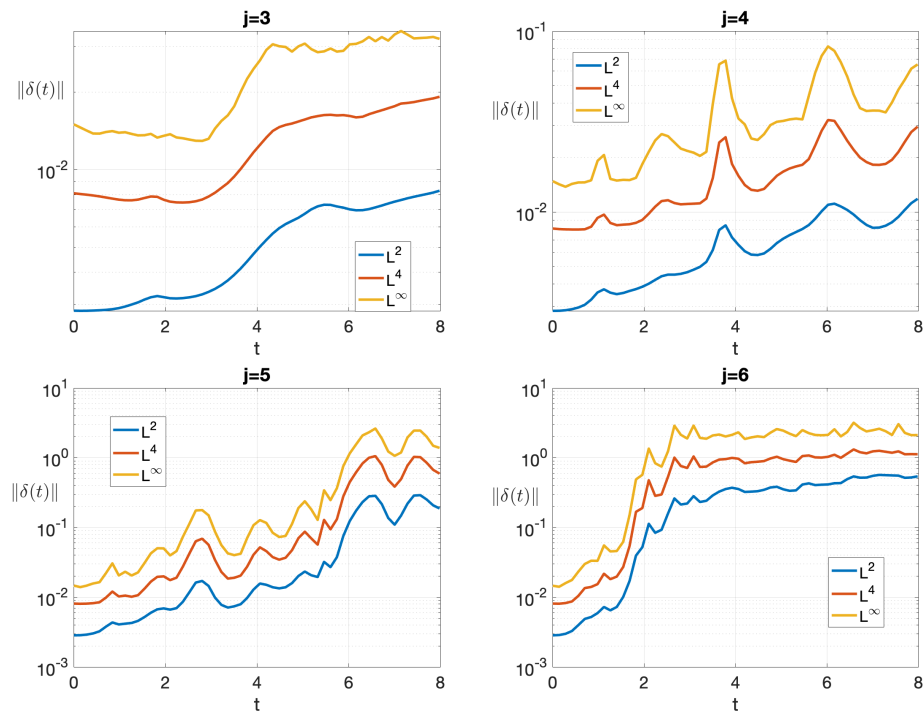 j=3
‖δ(t)‖
10⁻²
L²
L⁴
L^∞
0 2 4 6 8
t
j=4
10⁻¹
‖δ(t)‖
10⁻²
L²
L⁴
L^∞
0 2 4 6 8
t
j=5
10¹
10⁰
‖δ(t)‖
10⁻¹
10⁻²
10⁻³
L²
L⁴
L^∞
0 2 4 6 8
t
j=6
10¹
10⁰
‖δ(t)‖
10⁻¹
10⁻²
10⁻³
L²
L⁴
L^∞
0 2 4 6 8
t